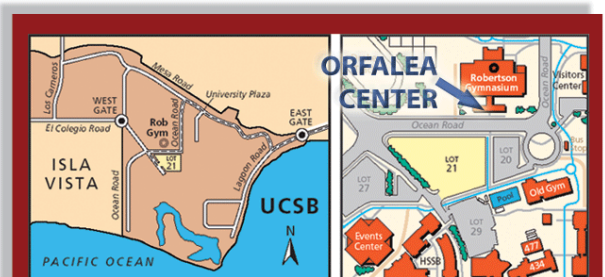 Los Carneros
Mesa Road
University Plaza
WEST
GATE
EAST
GATE
El Colegio Road
Rob
Gym
Ocean Road
LOT
21
ISLA
VISTA
Ocean Road
Lagoon Road
UCSB
N
PACIFIC OCEAN
ORFALEA
CENTER
Robertson
Gymnasium
Ocean Road
Visitors
Center
Ocean Road
Bus
stop
LOT
21
LOT
20
LOT
27
Pool
Old Gym
LOT
29
Events
Center
HSSB
477
434